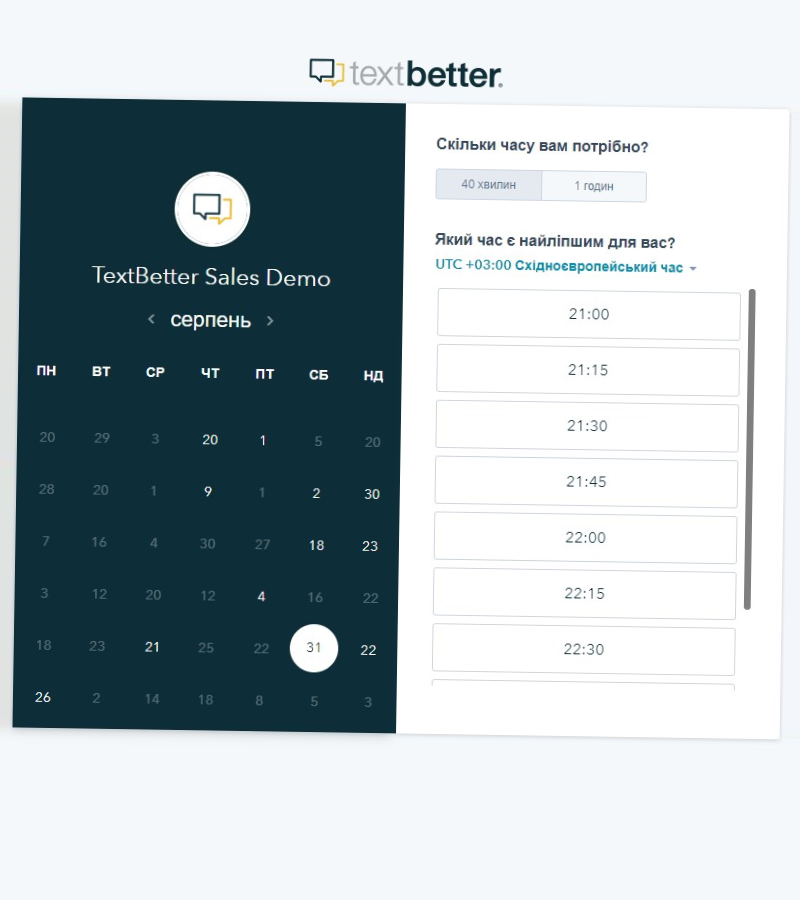 textbetter.
TextBetter Sales Demo
серпень
ПН ВТ СР ЧТ ПТ СБ НД
20 29 3 20 1 5 20
28 20 1 9 1 2 30
7 16 4 30 27 18 23
3 12 20 12 4 16 22
18 23 21 25 22 31 22
26 2 14 18 8 5 3
Скільки часу вам потрібно?
40 хвилин 1 годин
Який час є найліпшим для вас?
UTC +03:00 Східноєвропейський час
21:00
21:15
21:30
21:45
22:00
22:15
22:30